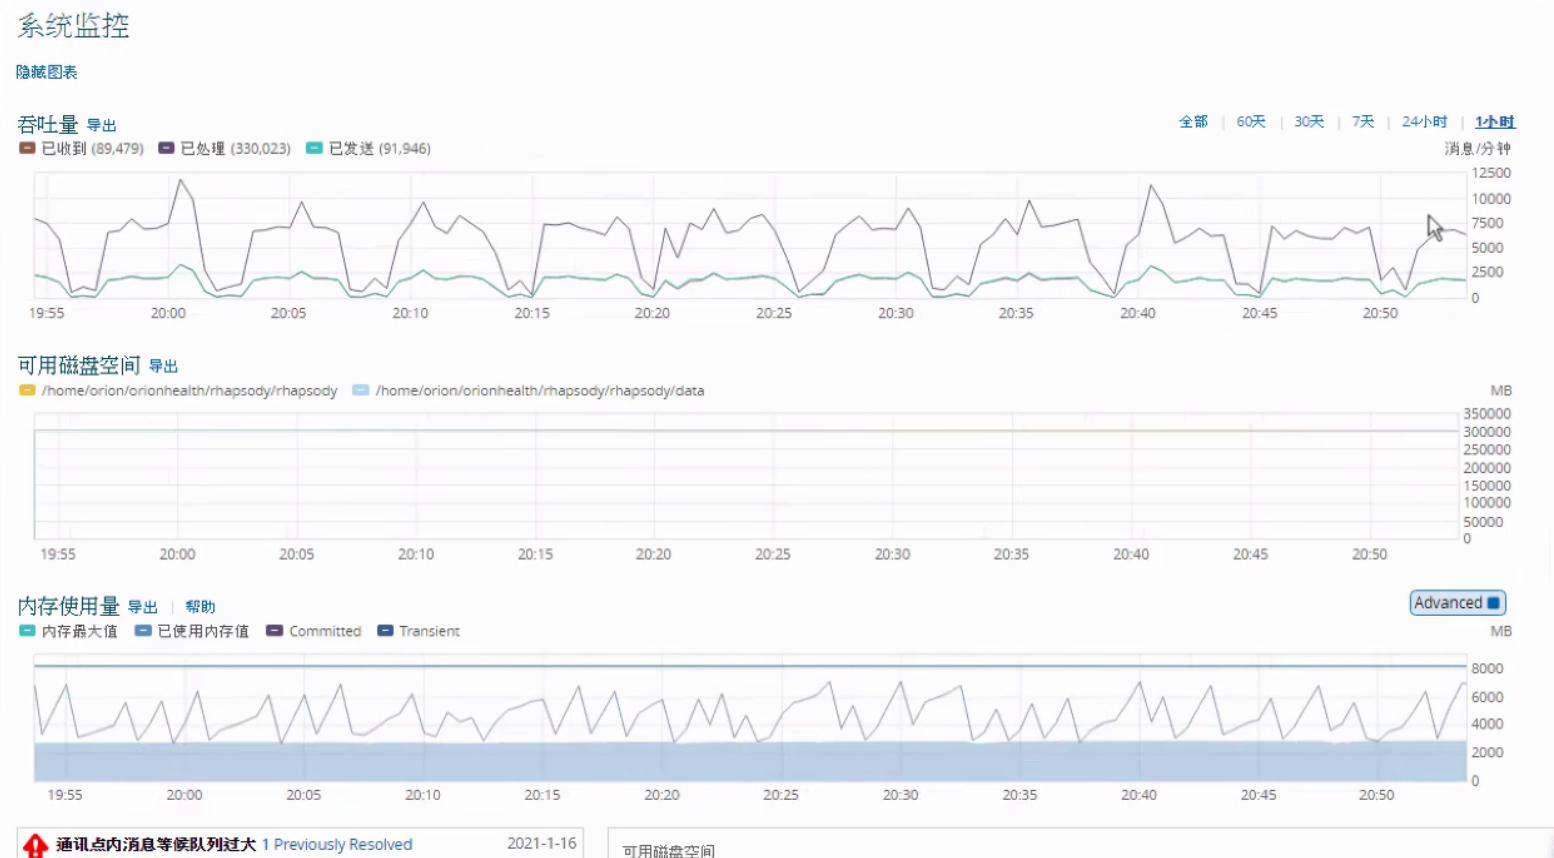 系统监控
隐藏图表
吞吐量 导出
全部 | 60天 | 30天 | 7天 | 24小时 | 1小时
已收到 (89,479) 已处理 (330,023) 已发送 (91,946)
消息/分钟
12500
10000
7500
5000
2500
0
19:55 20:00 20:05 20:10 20:15 20:20 20:25 20:30 20:35 20:40 20:45 20:50
可用磁盘空间 导出
/home/orion/orionhealth/rhapsody/rhapsody /home/orion/orionhealth/rhapsody/rhapsody/data
MB
350000
300000
250000
200000
150000
100000
50000
0
19:55 20:00 20:05 20:10 20:15 20:20 20:25 20:30 20:35 20:40 20:45 20:50
内存使用量 导出 | 帮助
Advanced
内存最大值 已使用内存值 Committed Transient
MB
8000
6000
4000
2000
0
19:55 20:00 20:05 20:10 20:15 20:20 20:25 20:30 20:35 20:40 20:45 20:50
通讯点内消息等候队列过大 1 Previously Resolved 2021-1-16
可用磁盘空间